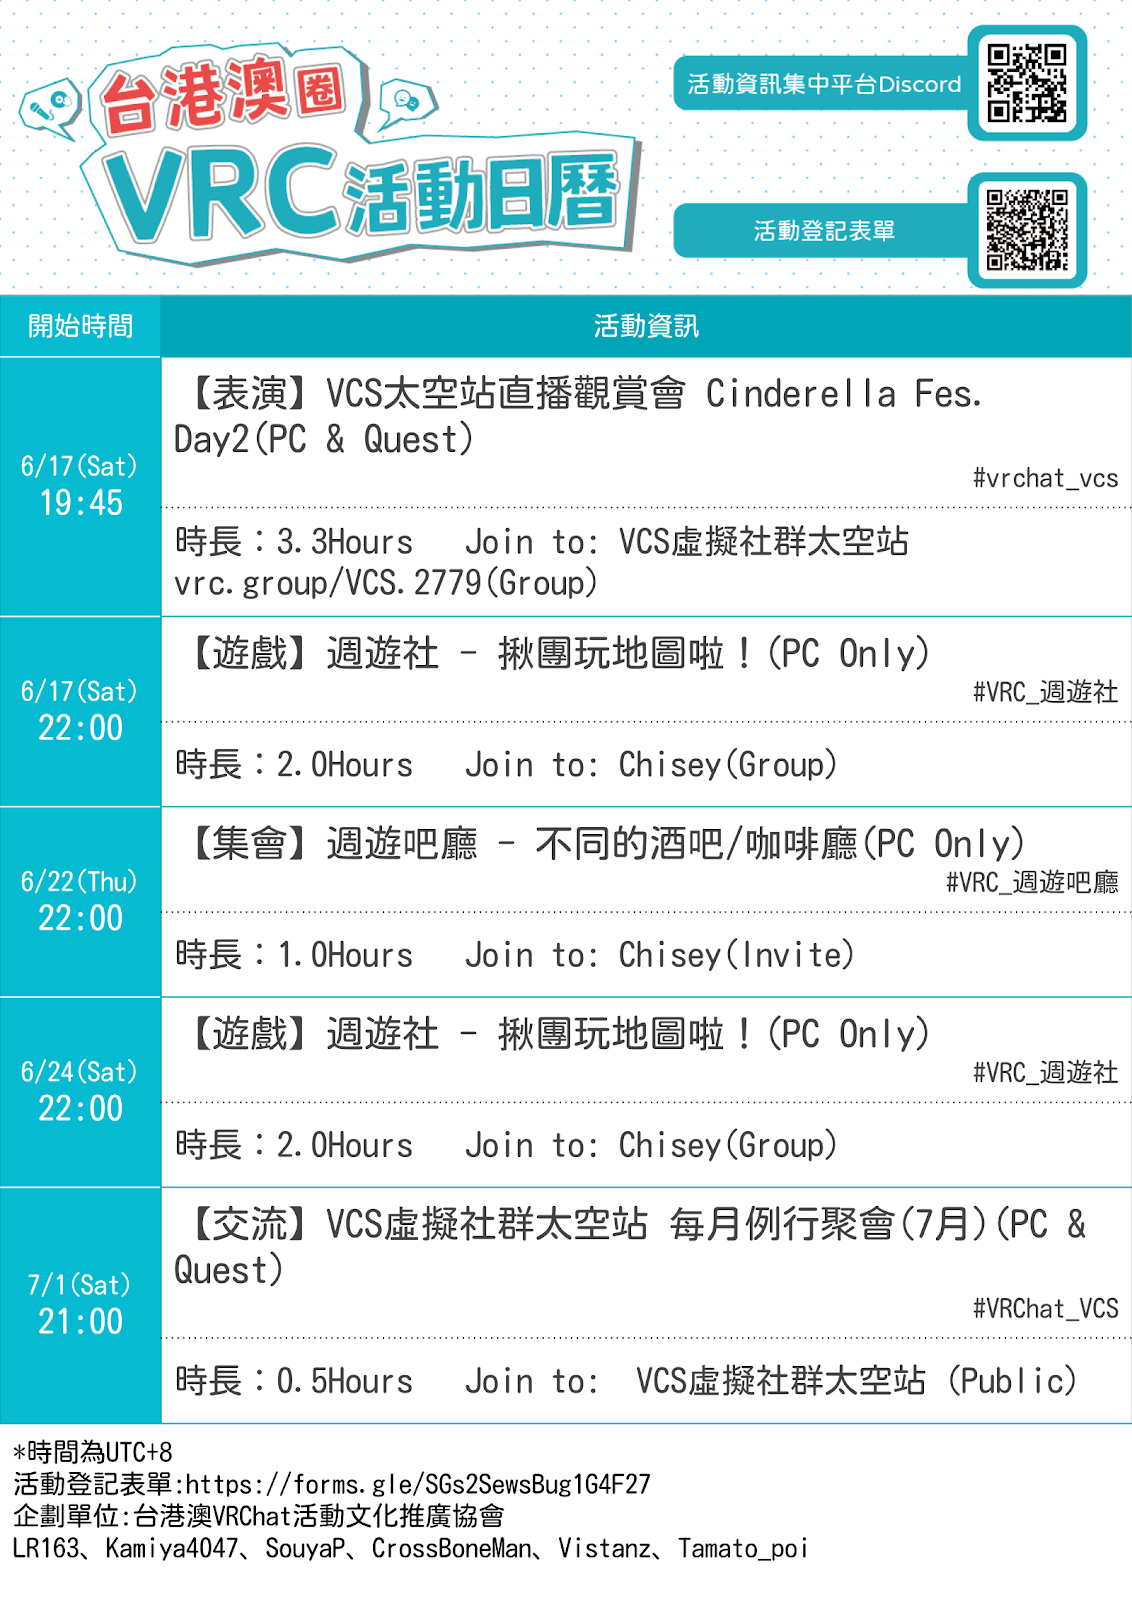 台港澳圈
VRC活動日曆
活動資訊集中平台Discord
活動登記表單
開始時間
活動資訊
6/17(Sat)
19:45
【表演】VCS太空站直播觀賞會 Cinderella Fes.
Day2(PC & Quest)
#vrchat_vcs
時長：3.3Hours Join to: VCS虛擬社群太空站
vrc.group/VCS.2779(Group)
6/17(Sat)
22:00
【遊戲】週遊社 - 揪團玩地圖啦！(PC Only)
#VRC_週遊社
時長：2.0Hours Join to: Chisey(Group)
6/22(Thu)
22:00
【集會】週遊吧廳 - 不同的酒吧/咖啡廳(PC Only)
#VRC_週遊吧廳
時長：1.0Hours Join to: Chisey(Invite)
6/24(Sat)
22:00
【遊戲】週遊社 - 揪團玩地圖啦！(PC Only)
#VRC_週遊社
時長：2.0Hours Join to: Chisey(Group)
7/1(Sat)
21:00
【交流】VCS虛擬社群太空站 每月例行聚會(7月)(PC &
Quest)
#VRChat_VCS
時長：0.5Hours Join to: VCS虛擬社群太空站 (Public)
*時間為UTC+8
活動登記表單:https://forms.gle/SGs2SewsBug1G4F27
企劃單位:台港澳VRChat活動文化推廣協會
LR163、Kamiya4047、SouyaP、CrossBoneMan、Vistanz、Tamato_poi